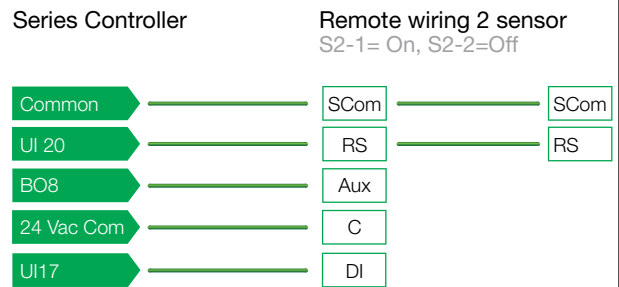 Series Controller
Remote wiring 2 sensor
S2-1= On, S2-2=Off
Common SCom SCom
UI 20 RS RS
BO8 Aux
24 Vac Com C
UI17 DI